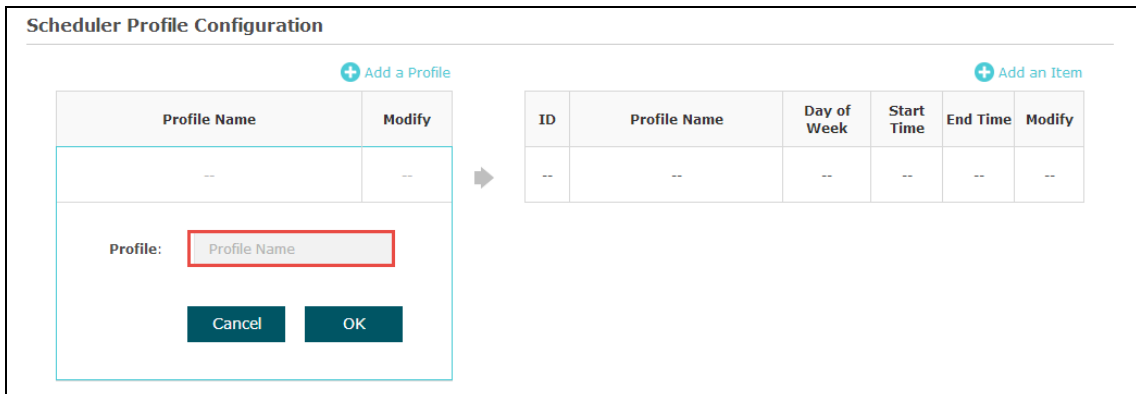 Scheduler Profile Configuration
Add a Profile
Profile Name Modify
-- --
Profile: Profile Name
Cancel OK
Add an Item
ID Profile Name Day of Week Start Time End Time Modify
-- -- -- -- -- --